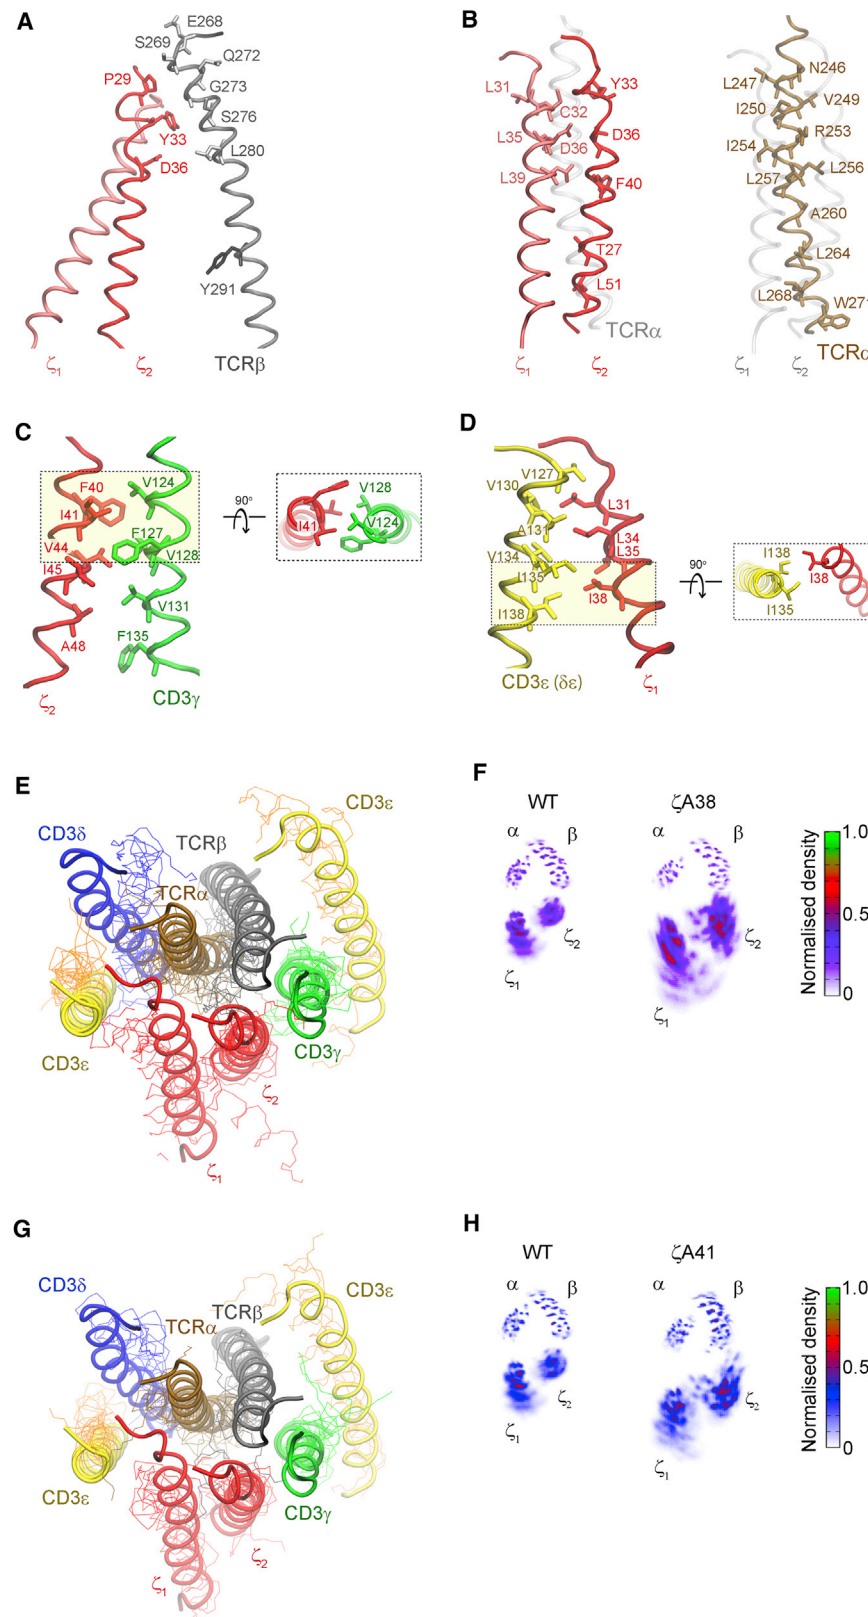 A
E268
S269
Q272
P29
G273
S276
Y33
L280
D36
Y291
ζ1
ζ2
TCRβ
B
L31
Y33
C32
L35
D36
D36
L39
F40
T27
L51
TCRα
ζ1
ζ2
N246
L247
V249
I250
R253
I254
L256
L257
A260
L264
L268
W271
ζ1
ζ2
TCRα
C
F40
V124
I41
F127
V44
V128
I45
V131
F135
A48
CD3γ
ζ2
90°
V128
I41
V124
D
V127
V130
L31
A131
L34
V134
L35
I135
I38
I138
CD3ε (δε)
ζ1
90°
I138
I38
I135
E
CD3ε
CD3δ
TCRβ
TCRα
CD3ε
CD3γ
ζ2
ζ1
F
WT
ζA38
α
β
α
β
ζ2
ζ1
ζ2
ζ1
1.0
0.5
0
Normalised density
G
CD3δ
CD3ε
TCRβ
TCRα
CD3ε
CD3γ
ζ2
ζ1
H
WT
ζA41
α
β
α
β
ζ2
ζ1
ζ2
ζ1
1.0
0.5
0
Normalised density